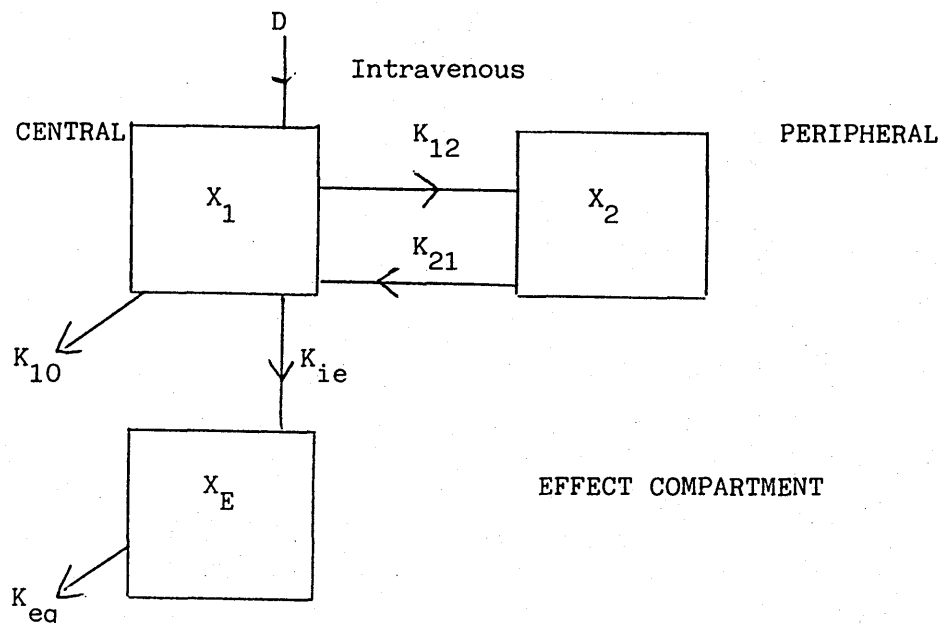 D
Intravenous
CENTRAL
K12
PERIPHERAL
X1
X2
K21
K10
Kie
XE
EFFECT COMPARTMENT
Keq